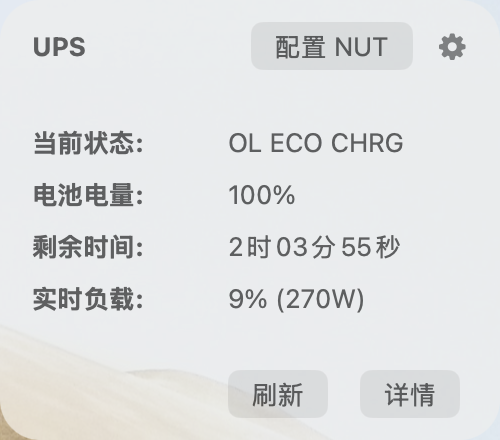 UPS 配置 NUT
当前状态: OL ECO CHRG
电池电量: 100%
剩余时间: 2时03分55秒
实时负载: 9% (270W)
刷新 详情